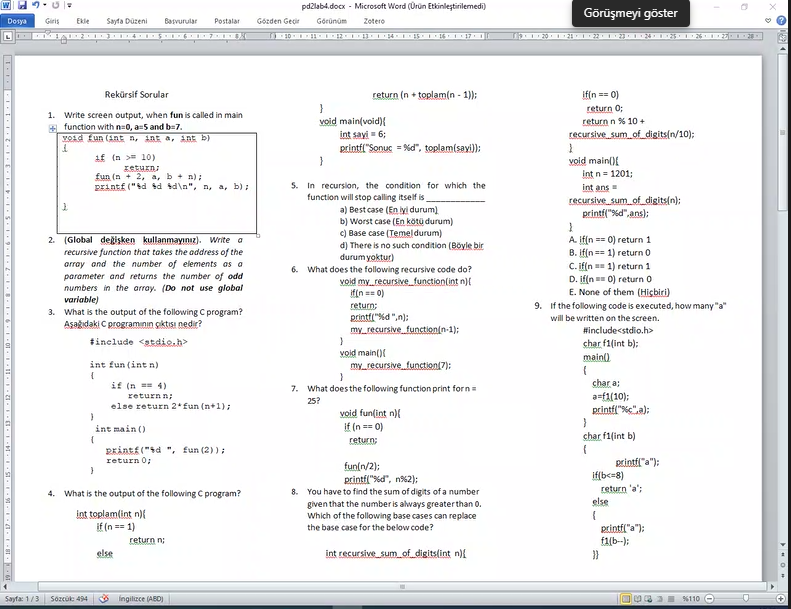 pd2lab4.docx - Microsoft Word (Ürün Etkinleştirilemedi)
Görüşmeyi göster
Dosya Giriş Ekle Sayfa Düzeni Başvurular Postalar Gözden Geçir Görünüm Zotero
Rekürsif Sorular
1. Write screen output, when fun is called in main
function with n=0, a=5 and b=7.
void fun(int n, int a, int b)
{
if (n >= 10)
return;
fun(n + 2, a, b + n);
printf("%d %d %d\n", n, a, b);
}
2. (Global değişken kullanmayınız). Write a
recursive function that takes the address of the
array and the number of elements as a
parameter and returns the number of odd
numbers in the array. (Do not use global
variable)
3. What is the output of the following C program?
Aşağıdaki C programının çıktısı nedir?
#include <stdio.h>
int fun(int n)
{
if (n == 4)
return n;
else return 2*fun(n+1);
}
int main()
{
printf("%d ", fun(2));
return 0;
}
4. What is the output of the following C program?
int toplam(int n){
if (n == 1)
return n;
else
return (n + toplam(n - 1));
}
void main(void){
int sayi = 6;
printf("Sonuc = %d", toplam(sayi));
}
5. In recursion, the condition for which the
function will stop calling itself is ____________
a) Best case (En iyi durum)
b) Worst case (En kötü durum)
c) Base case (Temel durum)
d) There is no such condition (Böyle bir
durum yoktur)
6. What does the following recursive code do?
void my_recursive_function(int n){
if(n == 0)
return;
printf("%d ",n);
my_recursive_function(n-1);
}
void main(){
my_recursive_function(7);
}
7. What does the following function print for n =
25?
void fun(int n){
if (n == 0)
return;
fun(n/2);
printf("%d", n%2);
8. You have to find the sum of digits of a number
given that the number is always greater than 0.
Which of the following base cases can replace
the base case for the below code?
int recursive_sum_of_digits(int n){
if(n == 0)
return 0;
return n % 10 +
recursive_sum_of_digits(n/10);
}
void main(){
int n = 1201;
int ans =
recursive_sum_of_digits(n);
printf("%d",ans);
}
A. if(n == 0) return 1
B. if(n == 1) return 0
C. if(n == 1) return 1
D. if(n == 0) return 0
E. None of them (Hiçbiri)
9. If the following code is executed, how many "a"
will be written on the screen.
#include<stdio.h>
char f1(int b);
main()
{
char a;
a=f1(10);
printf("%c",a);
}
char f1(int b)
{
printf("a");
if(b<=8)
return 'a';
else
{
printf("a");
f1(b--);
}}
Sayfa: 1 / 3 Sözcük: 494 İngilizce (ABD) %110